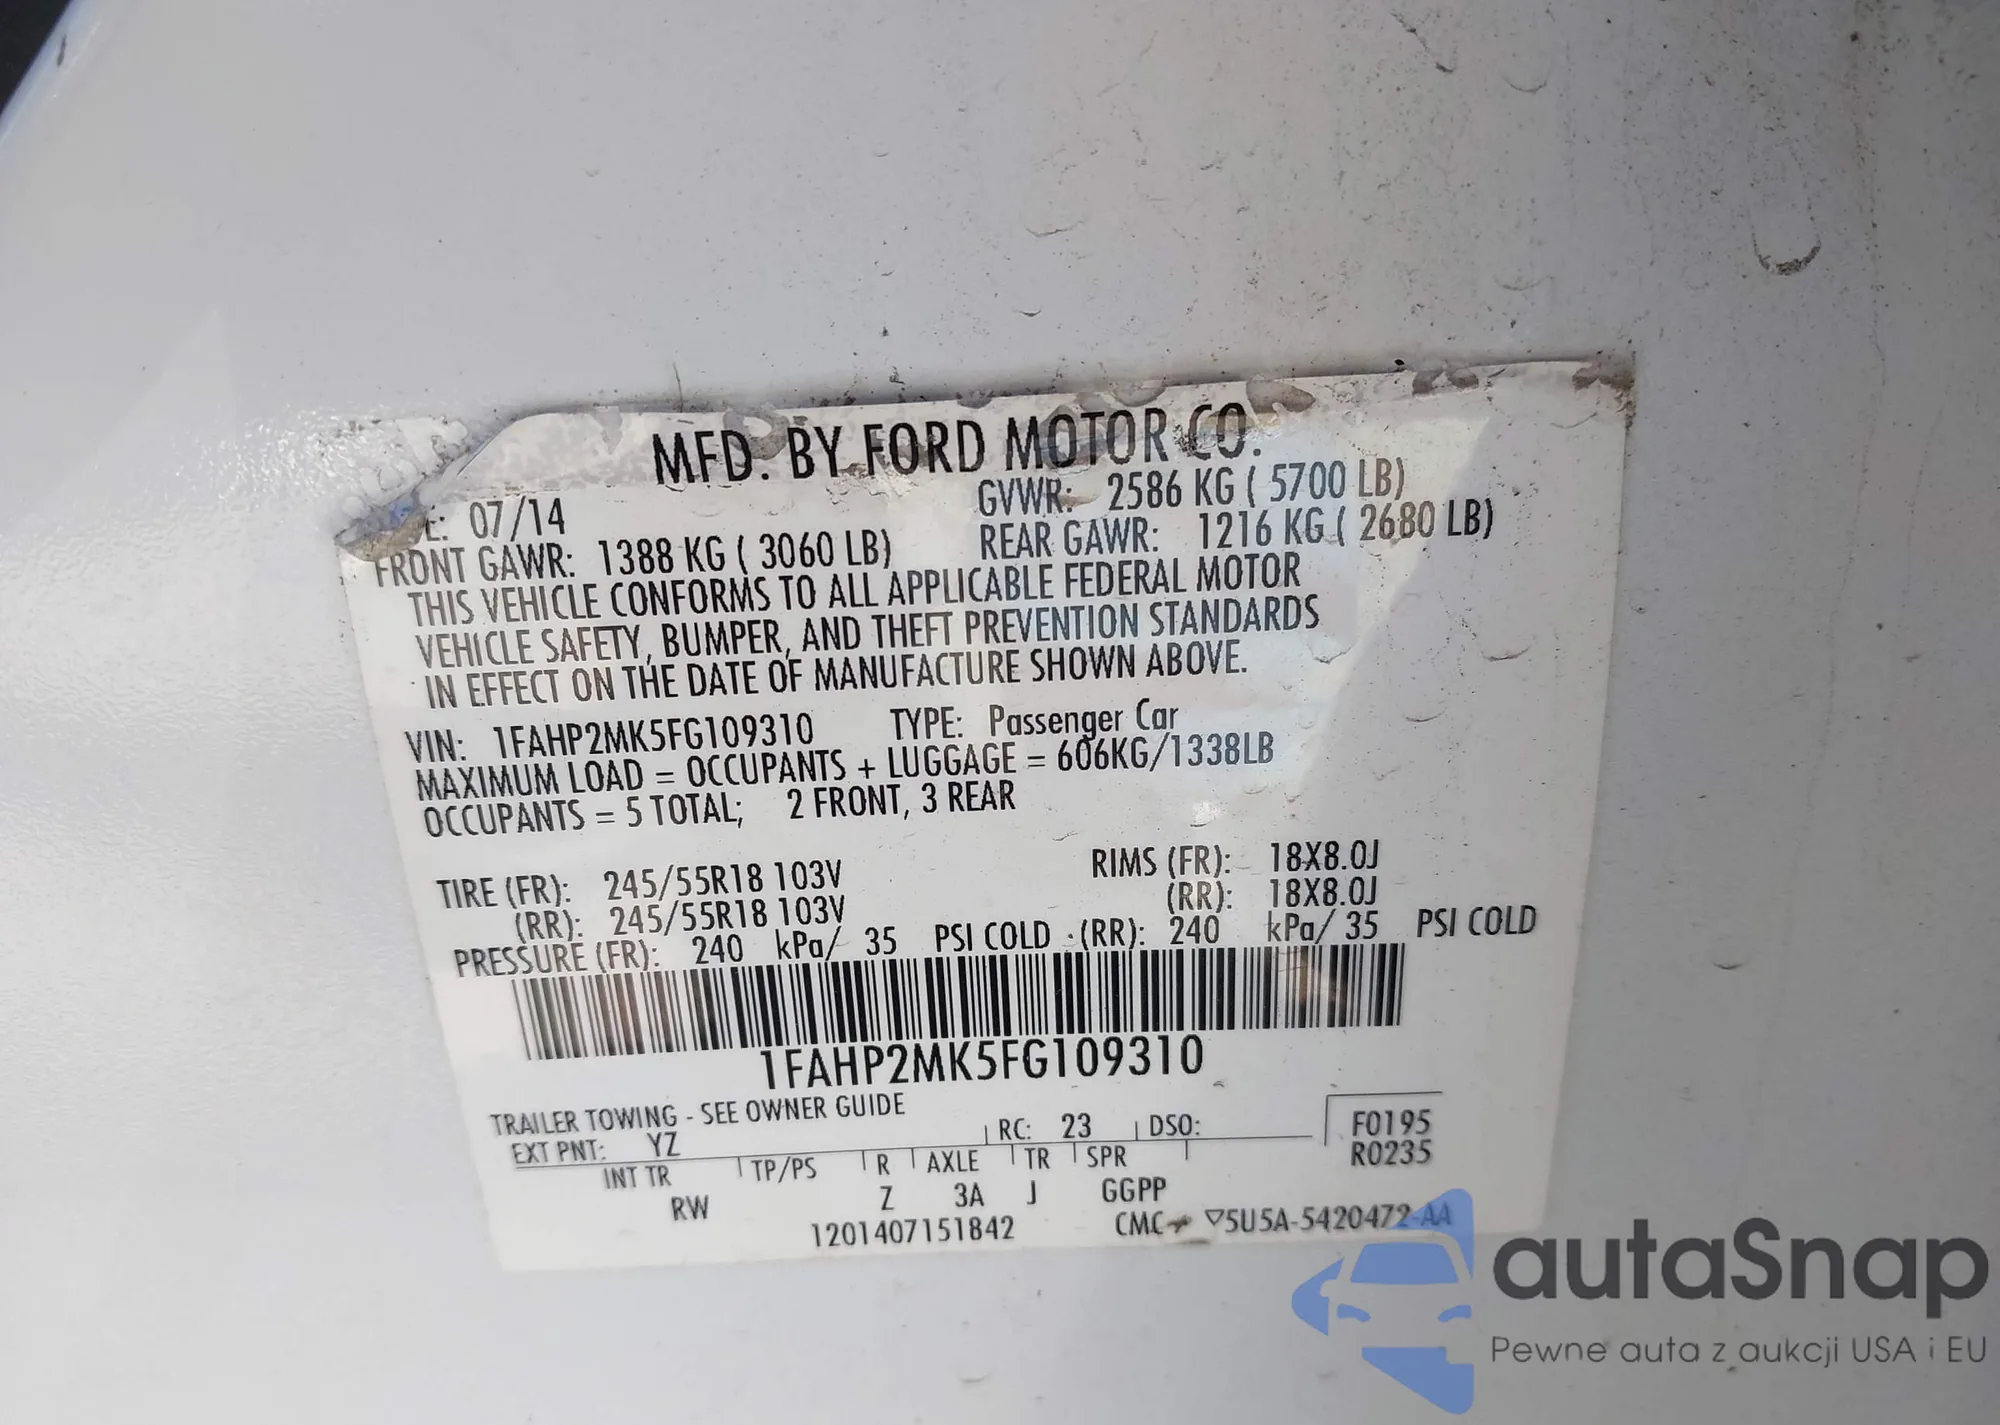 MFD. BY FORD MOTOR CO.
E: 07/14 GVWR: 2586 KG ( 5700 LB)
FRONT GAWR: 1388 KG ( 3060 LB) REAR GAWR: 1216 KG ( 2680 LB)
THIS VEHICLE CONFORMS TO ALL APPLICABLE FEDERAL MOTOR
VEHICLE SAFETY, BUMPER, AND THEFT PREVENTION STANDARDS
IN EFFECT ON THE DATE OF MANUFACTURE SHOWN ABOVE.
VIN: 1FAHP2MK5FG109310 TYPE: Passenger Car
MAXIMUM LOAD = OCCUPANTS + LUGGAGE = 606KG/1338LB
OCCUPANTS = 5 TOTAL; 2 FRONT, 3 REAR
TIRE (FR): 245/55R18 103V RIMS (FR): 18X8.0J
(RR): 245/55R18 103V (RR): 18X8.0J
PRESSURE (FR): 240 kPa/ 35 PSI COLD (RR): 240 kPa/ 35 PSI COLD
1FAHP2MK5FG109310
TRAILER TOWING - SEE OWNER GUIDE
EXT PNT: YZ RC: 23 DSO: F0195
R0235
INT TR TP/PS R AXLE TR SPR
RW Z 3A J GGPP
1201407151842 CMC ▽5U5A-5420472-AA
autaSnap
Pewne auta z aukcji USA i EU